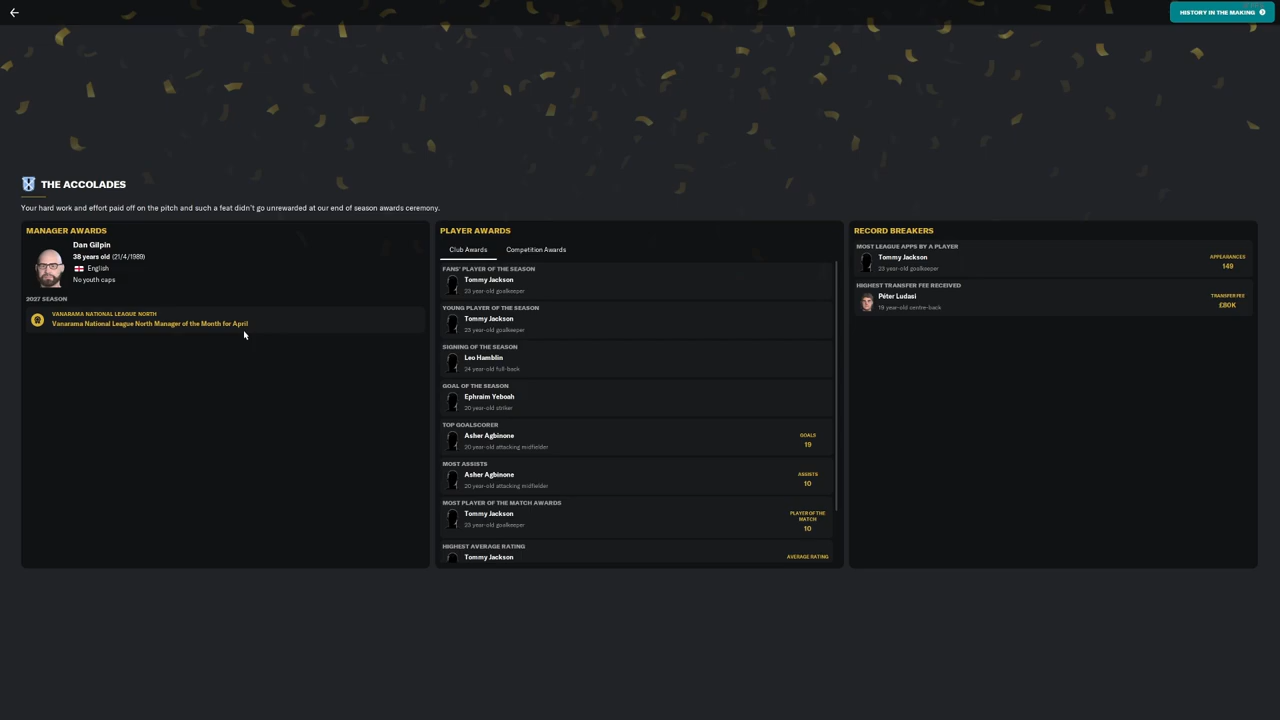 HISTORY IN THE MAKING
THE ACCOLADES
Your hard work and effort paid off on the pitch and such a feat didn't go unrewarded at our end of season awards ceremony.
MANAGER AWARDS
Dan Gilpin
38 years old (21/4/1989)
English
No youth caps
2027 SEASON
VANARAMA NATIONAL LEAGUE NORTH
Vanarama National League North Manager of the Month for April
PLAYER AWARDS
Club Awards Competition Awards
FANS' PLAYER OF THE SEASON
Tommy Jackson
23 year-old goalkeeper
YOUNG PLAYER OF THE SEASON
Tommy Jackson
23 year-old goalkeeper
SIGNING OF THE SEASON
Leo Hamblin
24 year-old full-back
GOAL OF THE SEASON
Ephraim Yeboah
20 year-old striker
TOP GOALSCORER
Asher Agbinone
20 year-old attacking midfielder
GOALS
19
MOST ASSISTS
Asher Agbinone
20 year-old attacking midfielder
ASSISTS
10
MOST PLAYER OF THE MATCH AWARDS
Tommy Jackson
23 year-old goalkeeper
PLAYER OF THE
MATCH
10
HIGHEST AVERAGE RATING
Tommy Jackson
AVERAGE RATING
RECORD BREAKERS
MOST LEAGUE APPS BY A PLAYER
Tommy Jackson
23 year-old goalkeeper
APPEARANCES
149
HIGHEST TRANSFER FEE RECEIVED
Péter Ludasi
19 year-old centre-back
TRANSFER FEE
£80K